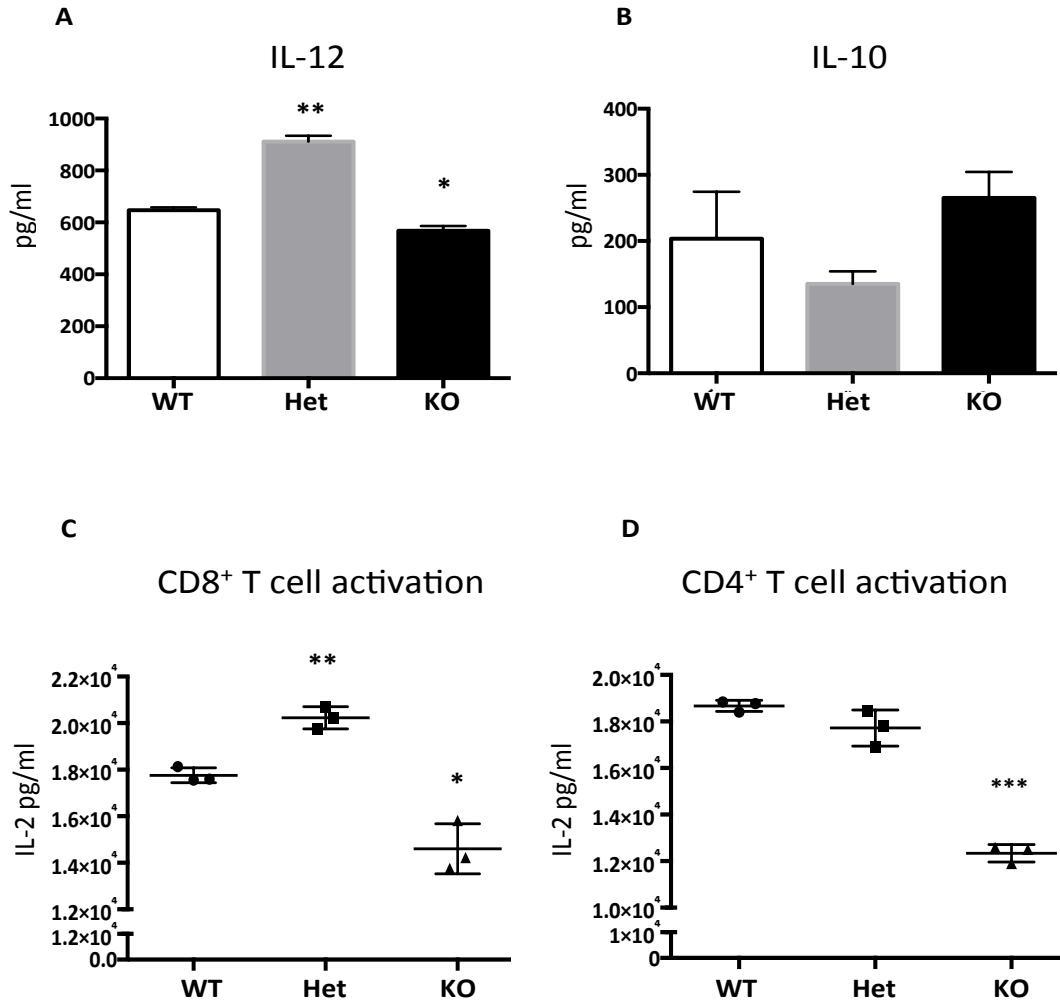 A
IL-12
**
*
1000
800
600
400
200
0
pg/ml
WT Het KO
B
IL-10
400
300
200
100
0
pg/ml
WT Het KO
C
CD8⁺ T cell activation
**
*
2.2×10⁴
2.0×10⁴
1.8×10⁴
1.6×10⁴
1.4×10⁴
1.2×10⁴
1.2×10⁴
0.0
IL-2 pg/ml
WT Het KO
D
CD4⁺ T cell activation
***
2.0×10⁴
1.8×10⁴
1.6×10⁴
1.4×10⁴
1.2×10⁴
1.0×10⁴
1×10⁴
0
IL-2 pg/ml
WT Het KO